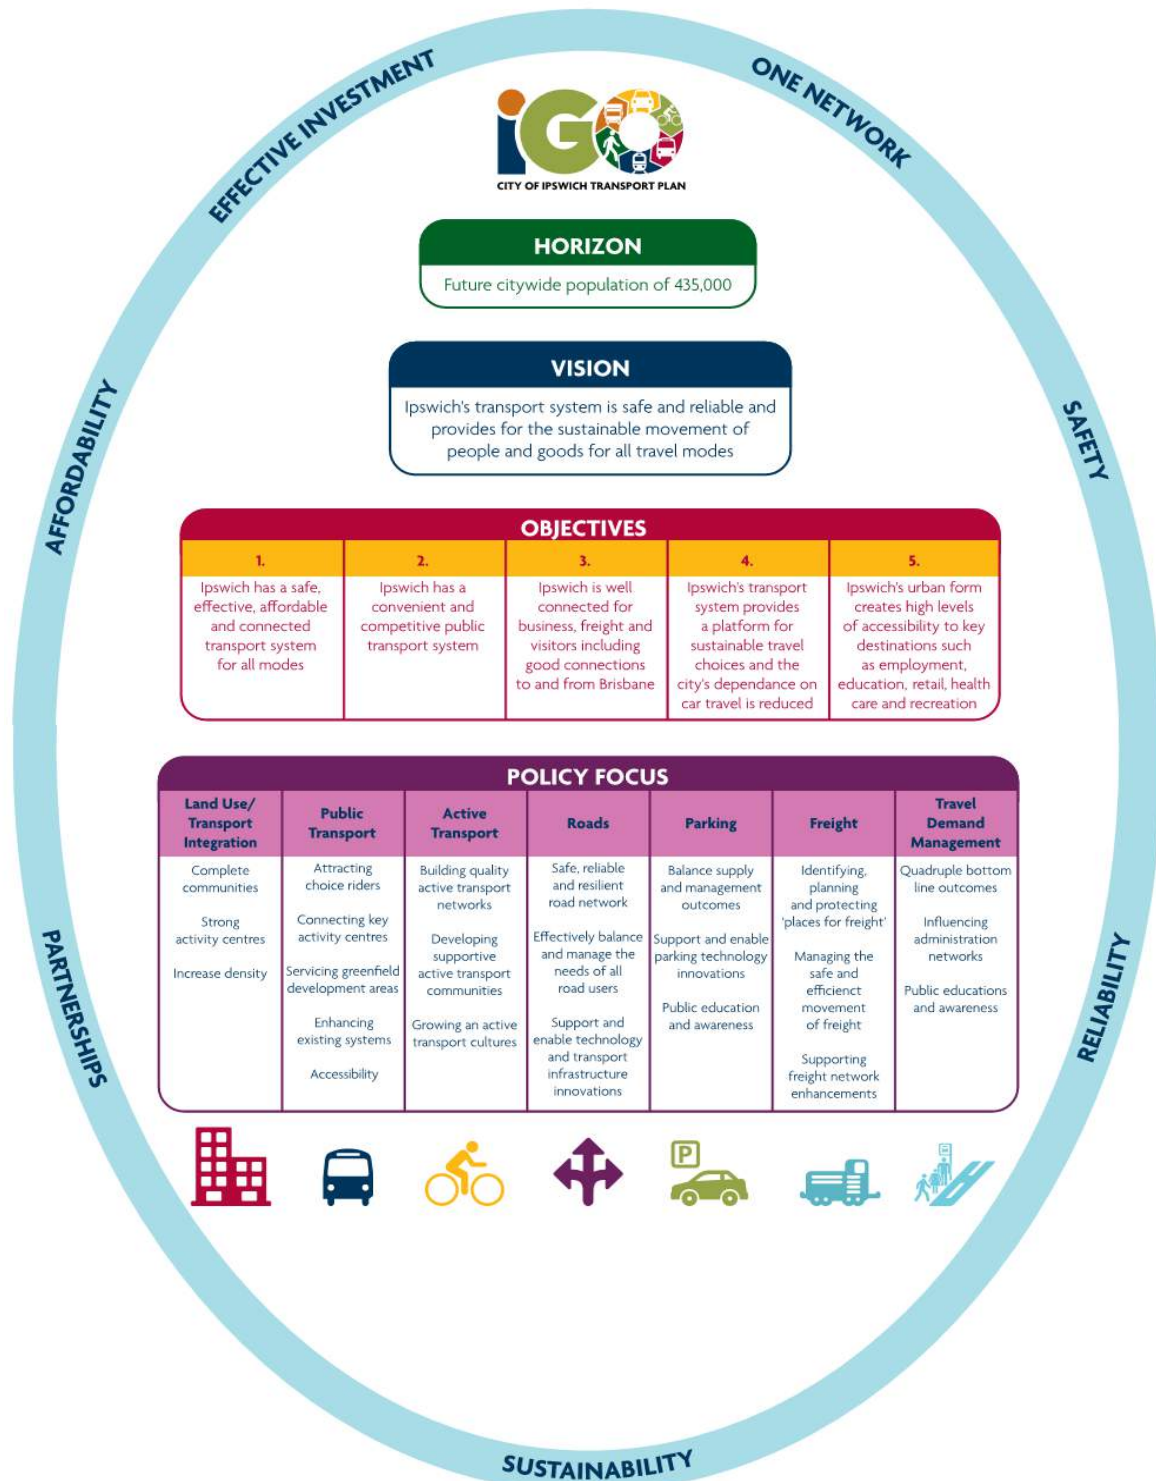 EFFECTIVE INVESTMENT
ONE NETWORK
iGO
CITY OF IPSWICH TRANSPORT PLAN
HORIZON
Future citywide population of 435,000
VISION
Ipswich's transport system is safe and reliable and
provides for the sustainable movement of
people and goods for all travel modes
AFFORDABILITY
SAFETY
OBJECTIVES
1.
Ipswich has a safe,
effective, affordable
and connected
transport system
for all modes
2.
Ipswich has a
convenient and
competitive public
transport system
3.
Ipswich is well
connected for
business, freight and
visitors including
good connections
to and from Brisbane
4.
Ipswich's transport
system provides
a platform for
sustainable travel
choices and the
city's dependance on
car travel is reduced
5.
Ipswich's urban form
creates high levels
of accessibility to key
destinations such
as employment,
education, retail, health
care and recreation
POLICY FOCUS
Land Use/
Transport
Integration
Complete
communities
Strong
activity centres
Increase density
Public
Transport
Attracting
choice riders
Connecting key
activity centres
Servicing greenfield
development areas
Enhancing
existing systems
Accessibility
Active
Transport
Building quality
active transport
networks
Developing
supportive
active transport
communities
Growing an active
transport cultures
Roads
Safe, reliable
and resilient
road network
Effectively balance
and manage the
needs of all
road users
Support and
enable technology
and transport
infrastructure
innovations
Parking
Balance supply
and management
outcomes
Support and enable
parking technology
innovations
Public education
and awareness
Freight
Identifying,
planning
and protecting
'places for freight'
Managing the
safe and
efficienct
movement
of freight
Supporting
freight network
enhancements
Travel
Demand
Management
Quadruple bottom
line outcomes
Influencing
administration
networks
Public educations
and awareness
P
PARTNERSHIPS
RELIABILITY
SUSTAINABILITY